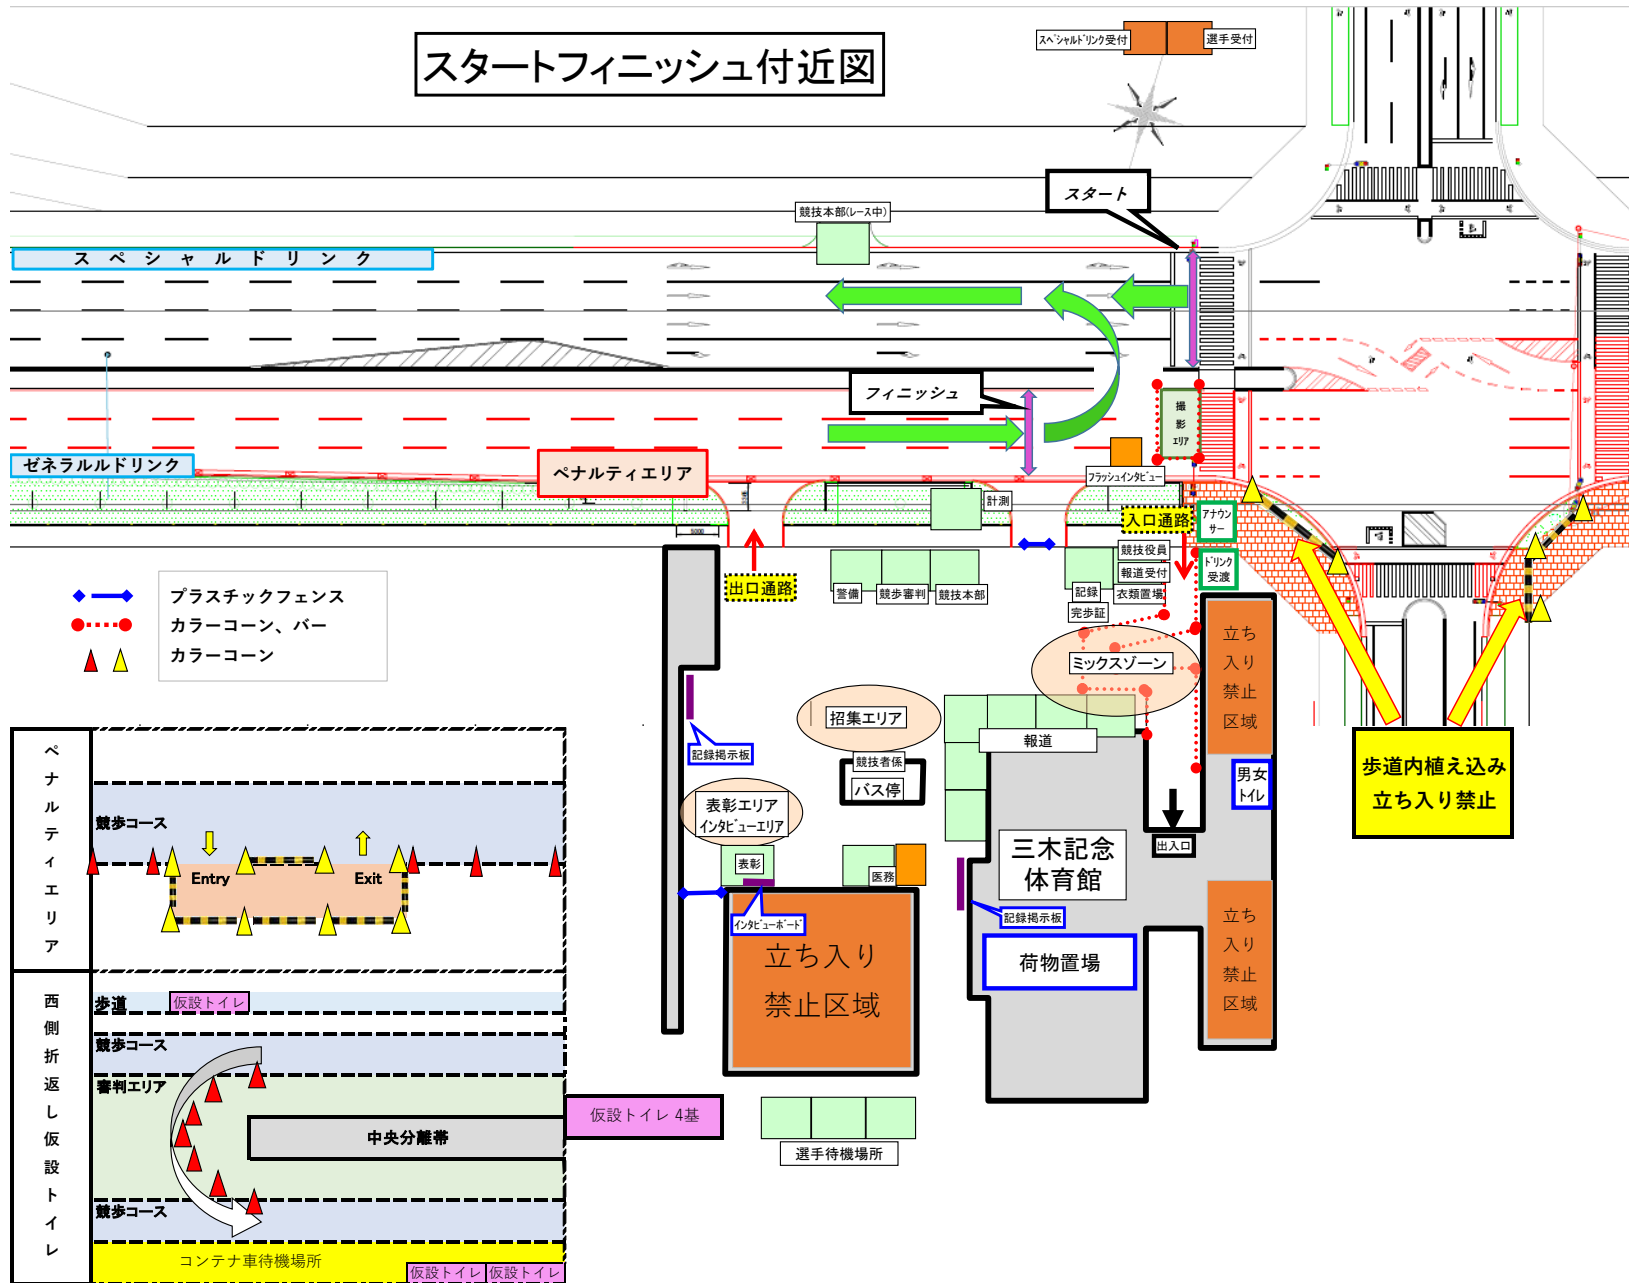 スタートフィニッシュ付近図
スペシャルドリンク受付
選手受付
スタート
競技本部(レース中)
スペシャルドリンク
フィニッシュ
撮
影
エリア
ゼネラルルドリンク
ペナルティエリア
フラッシュインタビュー
計測
入口通路
アナウン
サー
5000
競技役員
報道受付
衣類置場
ドリンク
受渡
出口通路
警備
競歩審判
競技本部
記録
完歩証
プラスチックフェンス
カラーコーン、バー
カラーコーン
立ち
入り
禁止
区域
ミックスゾーン
招集エリア
記録掲示板
報道
競技者係
バス停
男女
トイレ
歩道内植え込み
立ち入り禁止
表彰エリア
インタビューエリア
出入口
三木記念
体育館
表彰
医務
インタビューボード
記録掲示板
立ち入り
禁止区域
荷物置場
立ち
入り
禁止
区域
ペナルティエリア
競歩コース
Entry
Exit
西側折返し仮設トイレ
歩道
仮設トイレ
競歩コース
審判エリア
中央分離帯
仮設トイレ 4基
選手待機場所
競歩コース
コンテナ車待機場所
仮設トイレ
仮設トイレ